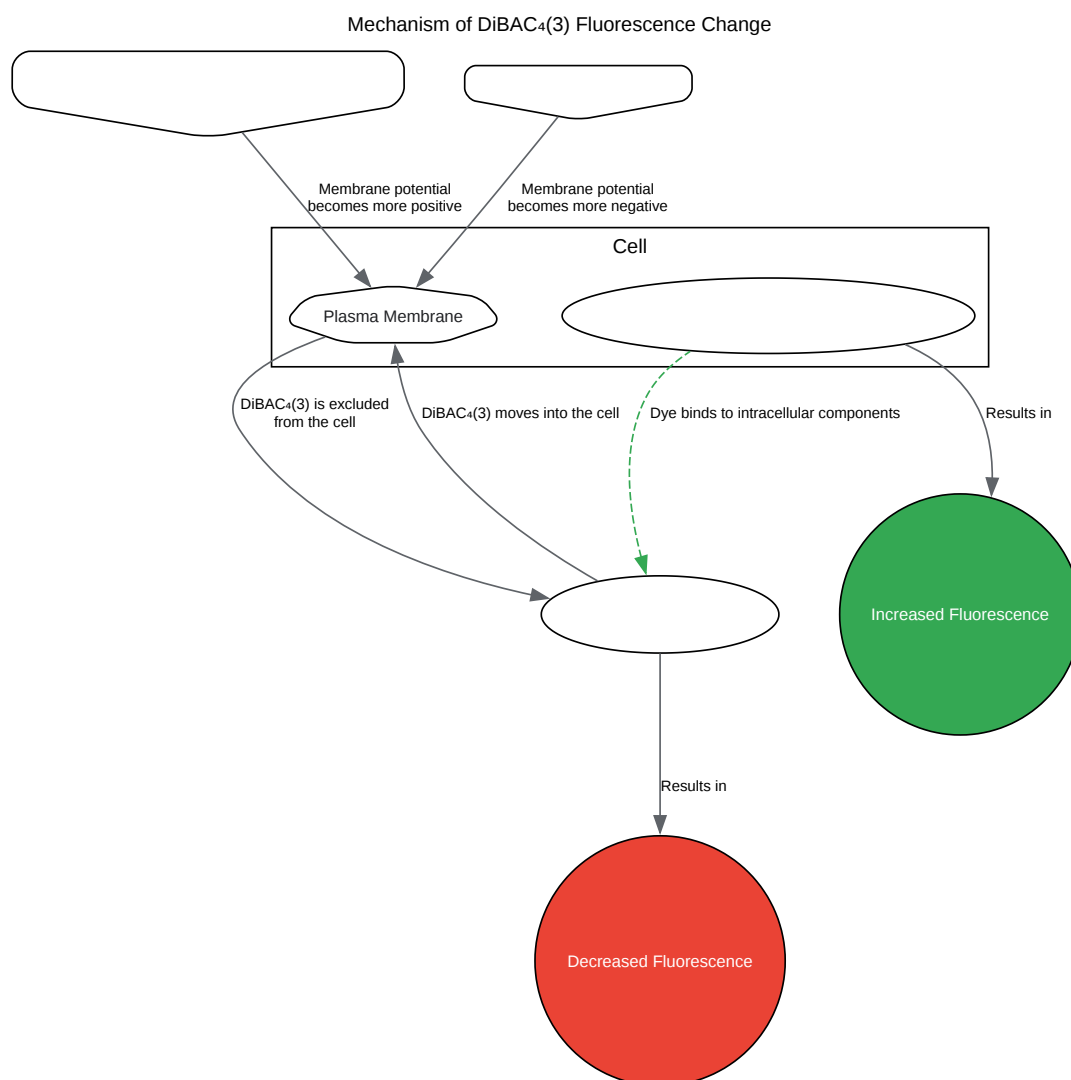 Mechanism of DiBAC₄(3) Fluorescence Change
Membrane potential
becomes more positive
Membrane potential
becomes more negative
Cell
Plasma Membrane
DiBAC₄(3) is excluded
from the cell
DiBAC₄(3) moves into the cell
Dye binds to intracellular components
Results in
Increased Fluorescence
Results in
Decreased Fluorescence